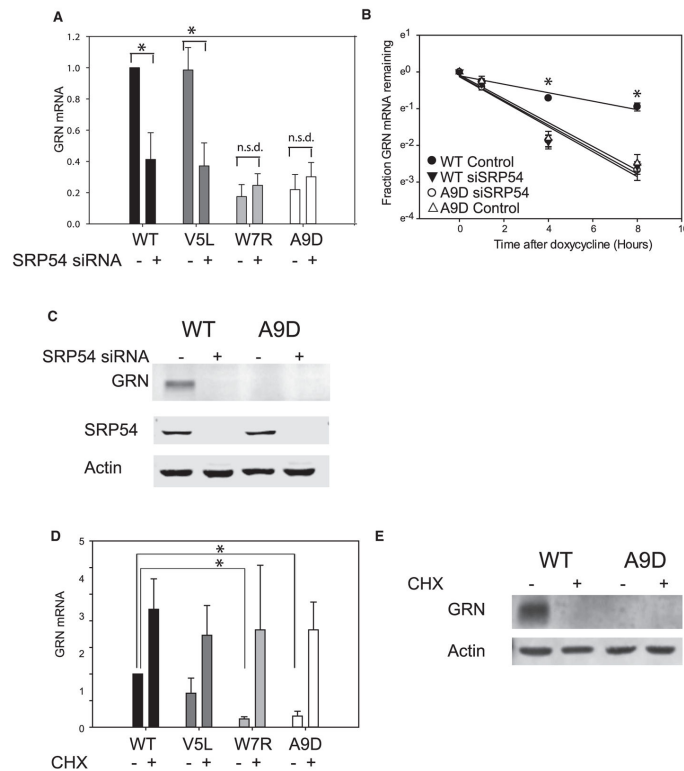 A
1.2
1.0
0.8
0.6
0.4
0.2
0.0
GRN mRNA
*
*
n.s.d.
n.s.d.
WT V5L W7R A9D
SRP54 siRNA - + - + - + - +
B
Fraction GRN mRNA remaining
e0
e-1
e-2
e-3
e-4
*
*
WT Control
WT siSRP54
A9D siSRP54
A9D Control
0 2 4 6 8 10
Time after doxycycline (Hours)
C
WT A9D
SRP54 siRNA - + - +
GRN
SRP54
Actin
D
5
4
3
2
1
0
GRN mRNA
*
*
WT V5L W7R A9D
CHX - + - + - + - +
E
WT A9D
CHX - + - +
GRN
Actin